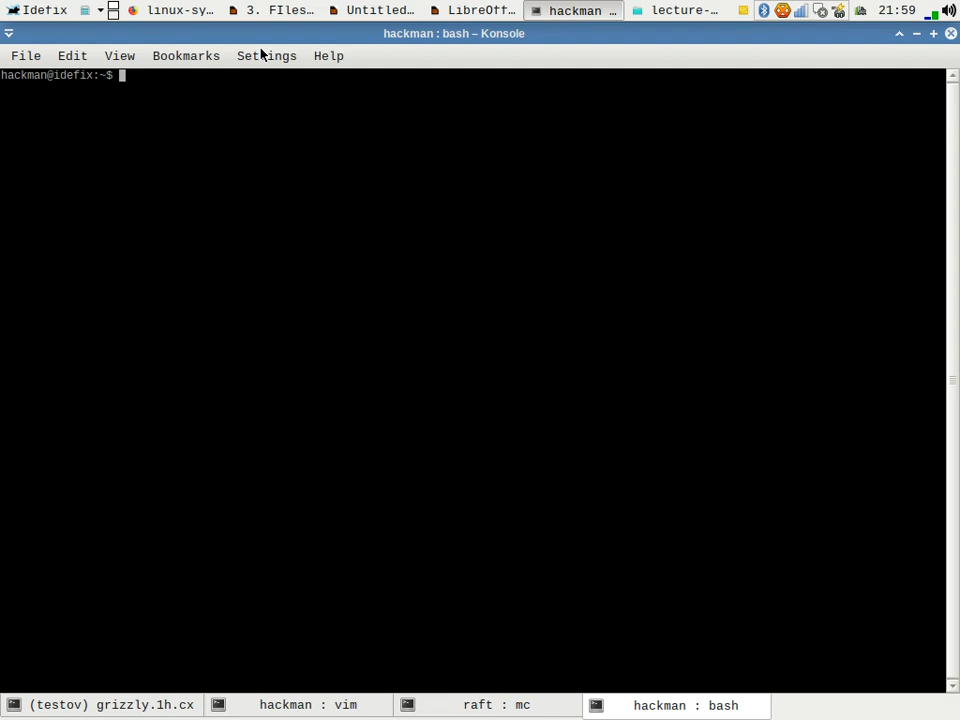 Idefix linux-sy... 3. FIles... Untitled... LibreOff... hackman ... lecture-... 21:59
hackman : bash – Konsole
File Edit View Bookmarks Settings Help
hackman@idefix:~$
(testov) grizzly.1h.cx hackman : vim raft : mc hackman : bash